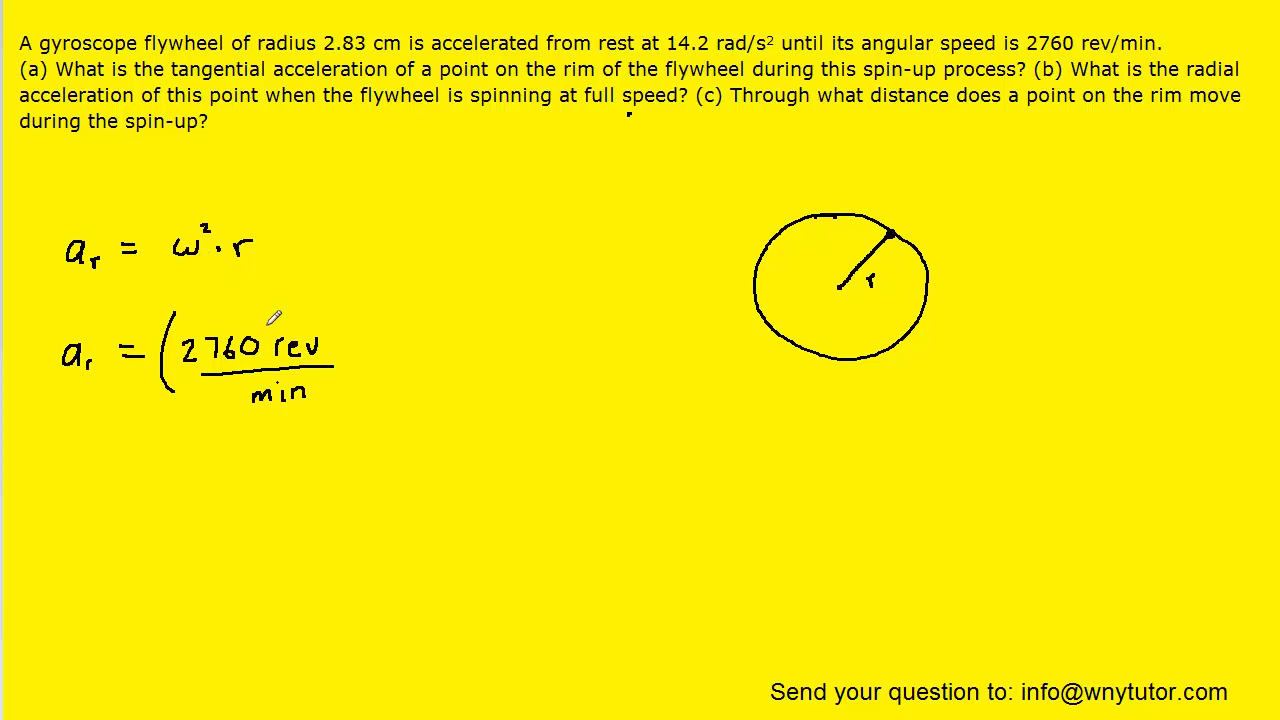 A gyroscope flywheel of radius 2.83 cm is accelerated from rest at 14.2 rad/s² until its angular speed is 2760 rev/min.
(a) What is the tangential acceleration of a point on the rim of the flywheel during this spin-up process? (b) What is the radial
acceleration of this point when the flywheel is spinning at full speed? (c) Through what distance does a point on the rim move
during the spin-up?
a_r = ω² · r
r
a_r = (2760 rev
min
Send your question to: info@wnytutor.com